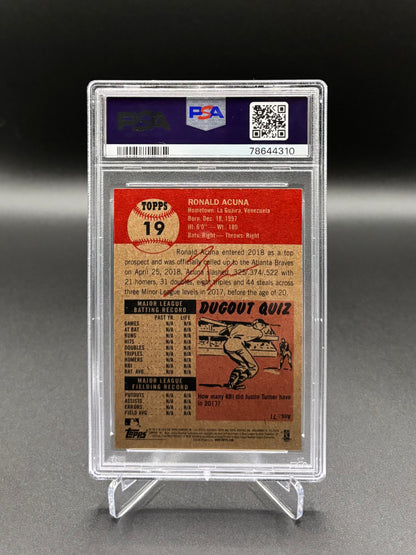 PSA
PSA
78644310
TOPPS
19
RONALD ACUNA
Hometown: La Guaira, Venezuela
Born: Dec. 18, 1997
Ht: 6'0" — Wt: 180
Bats: Right — Throws: Right
Ronald Acuna entered 2018 as a top
prospect and was officially called up to the Atlanta Braves
on April 25, 2018. Acuna slashed .325/.374/.522 with
21 homers, 31 doubles, eight triples and 44 steals across
three Minor League levels in 2017, before the age of 20.
MAJOR LEAGUE
BATTING RECORD
PAST YR. LIFE
GAMES N/A N/A
AT BAT N/A N/A
RUNS N/A N/A
HITS N/A N/A
DOUBLES N/A N/A
TRIPLES N/A N/A
HOMERS N/A N/A
RBI N/A N/A
BAT. AVG. N/A N/A
MAJOR LEAGUE
FIELDING RECORD
PUTOUTS N/A N/A
ASSISTS N/A N/A
ERRORS N/A N/A
FIELD AVG N/A N/A
DUGOUT QUIZ
How many RBI did Justin Turner have
in 2017?
Topps